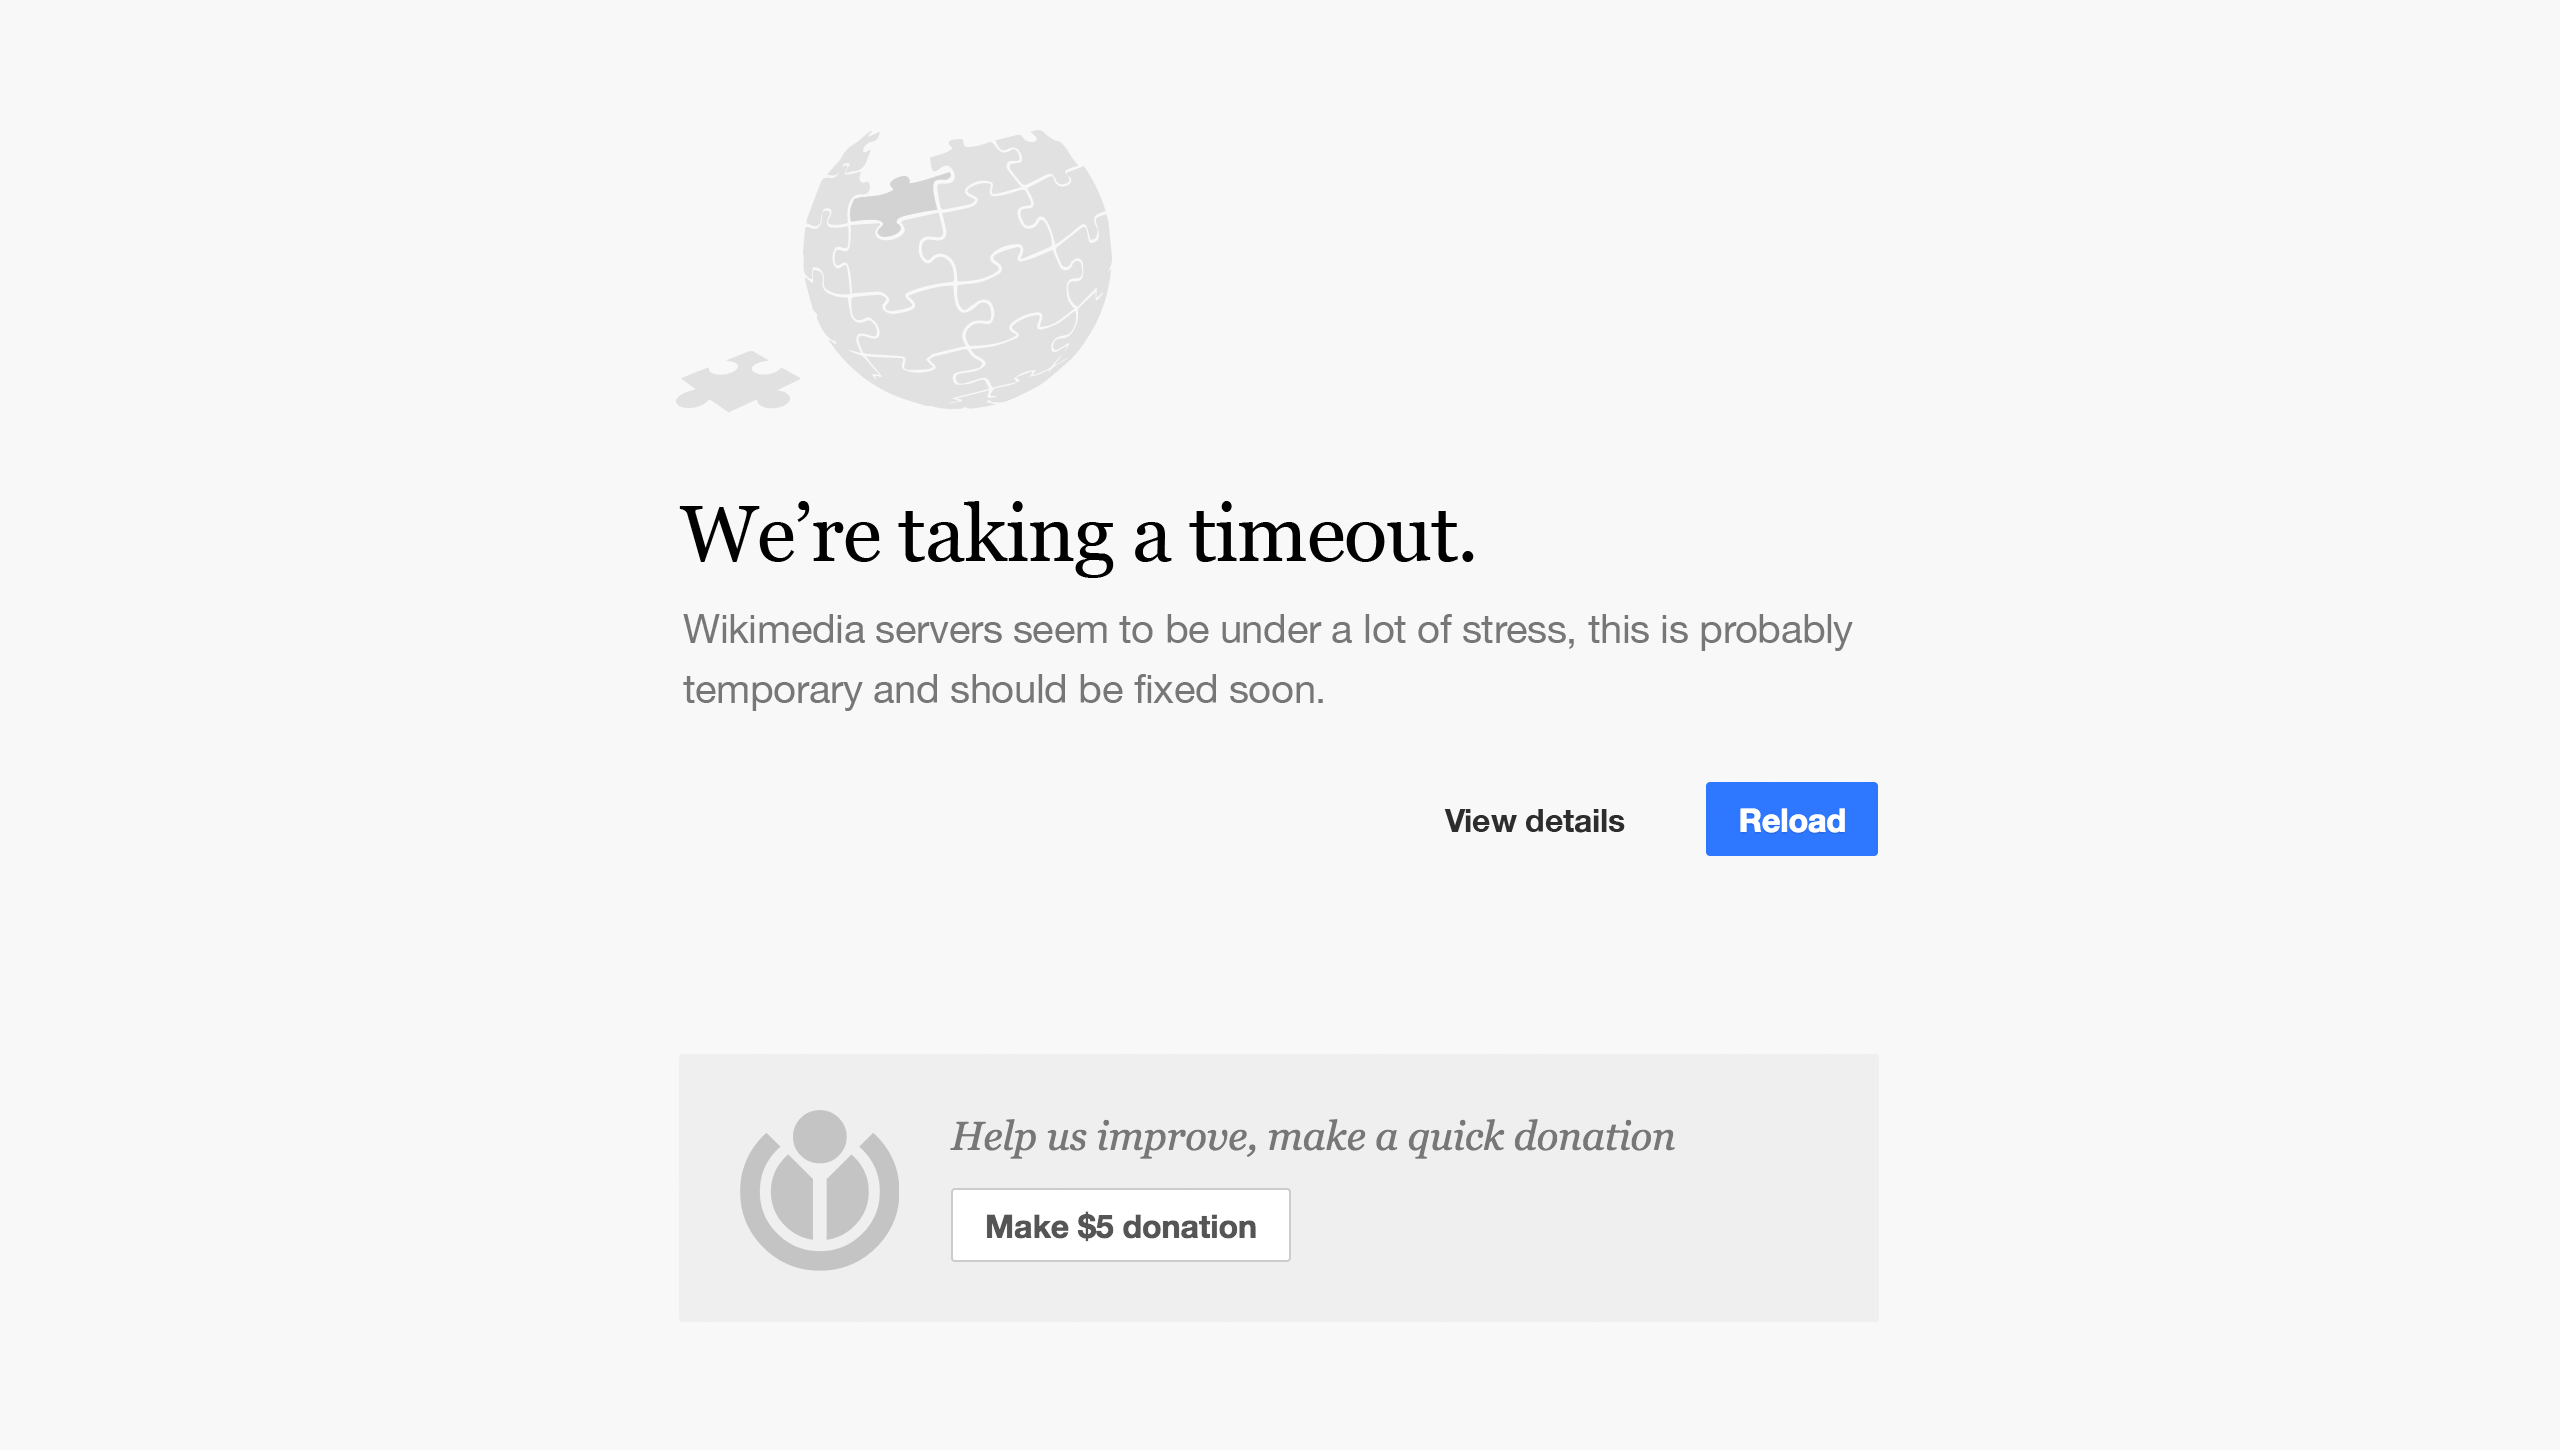 We’re taking a timeout.
Wikimedia servers seem to be under a lot of stress, this is probably
temporary and should be fixed soon.
View details
Reload
Help us improve, make a quick donation
Make $5 donation